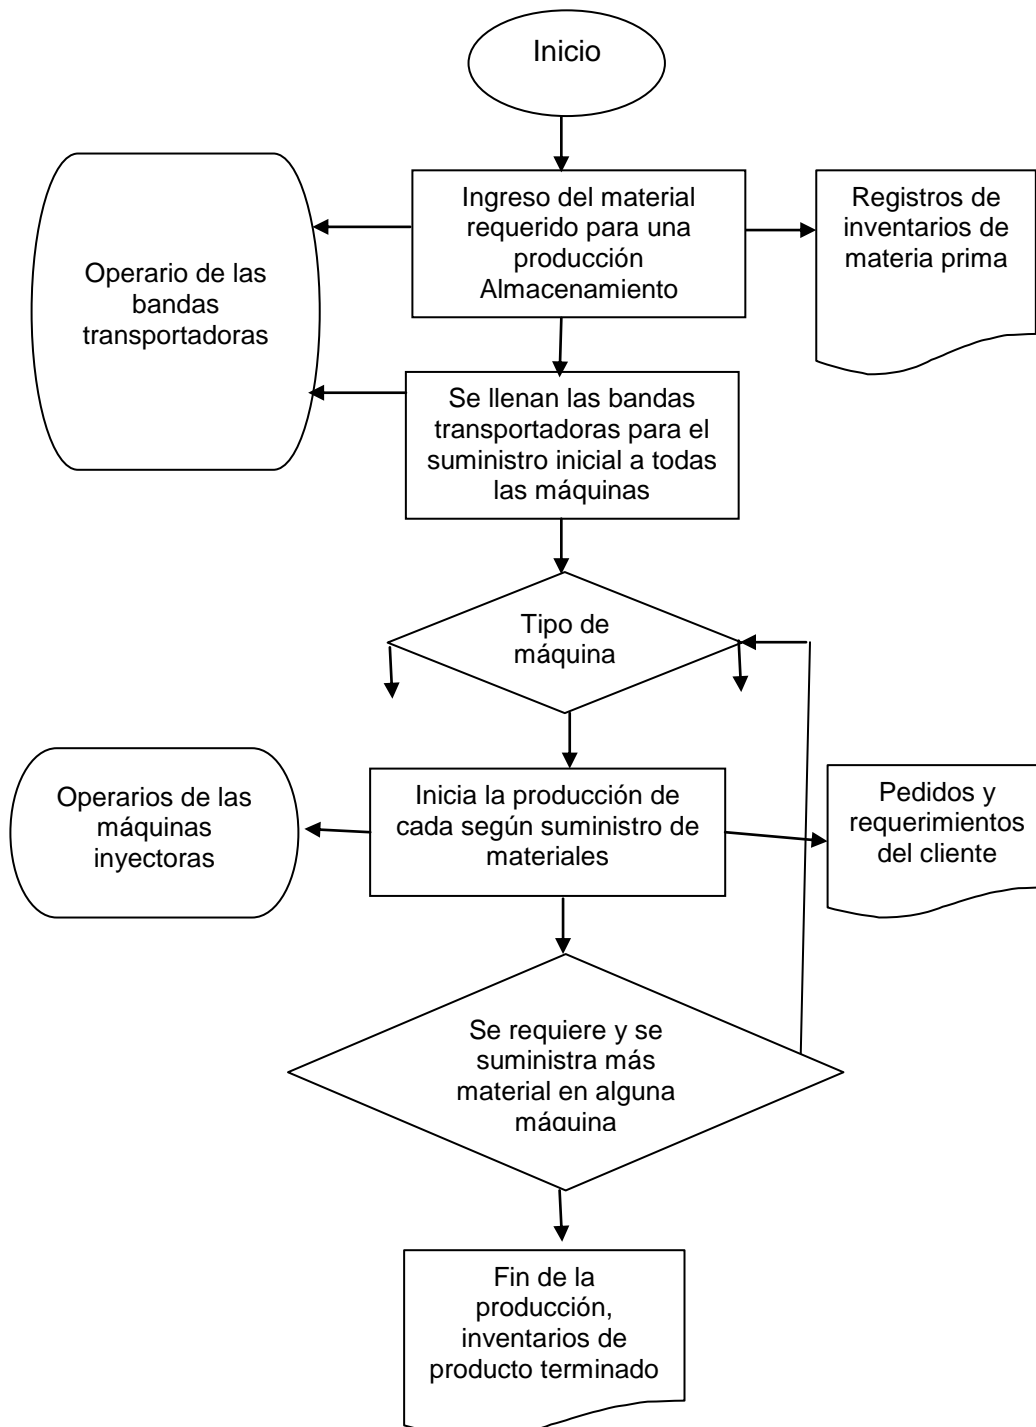 Inicio
Ingreso del material
requerido para una
producción
Almacenamiento
Registros de
inventarios de
materia prima
Operario de las
bandas
transportadoras
Se llenan las bandas
transportadoras para el
suministro inicial a todas
las máquinas
Tipo de
máquina
Operarios de las
máquinas
inyectoras
Inicia la producción de
cada según suministro de
materiales
Pedidos y
requerimientos
del cliente
Se requiere y se
suministra más
material en alguna
máquina
Fin de la
producción,
inventarios de
producto terminado